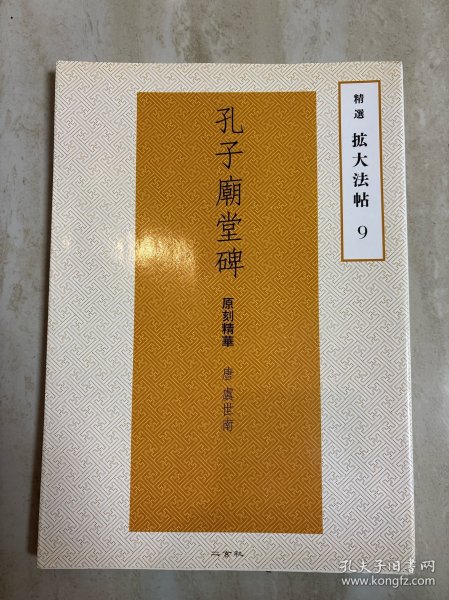 精選 拡大法帖 9
孔子廟堂碑
原刻精華 唐 虞世南
二玄社
孔夫子旧书网
www.kongfz.com